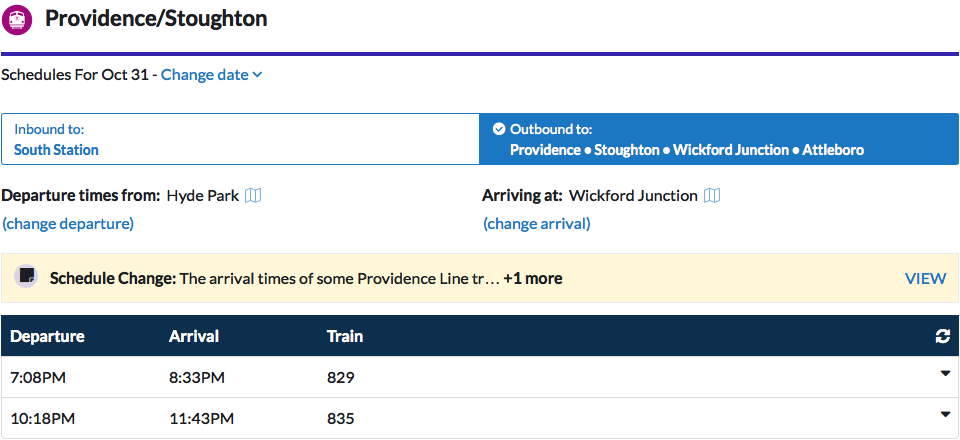 Providence/Stoughton
Schedules For Oct 31 - Change date
Inbound to:
South Station
Outbound to:
Providence • Stoughton • Wickford Junction • Attleboro
Departure times from: Hyde Park
(change departure)
Arriving at: Wickford Junction
(change arrival)
Schedule Change: The arrival times of some Providence Line tr… +1 more VIEW
Departure Arrival Train
7:08PM 8:33PM 829
10:18PM 11:43PM 835